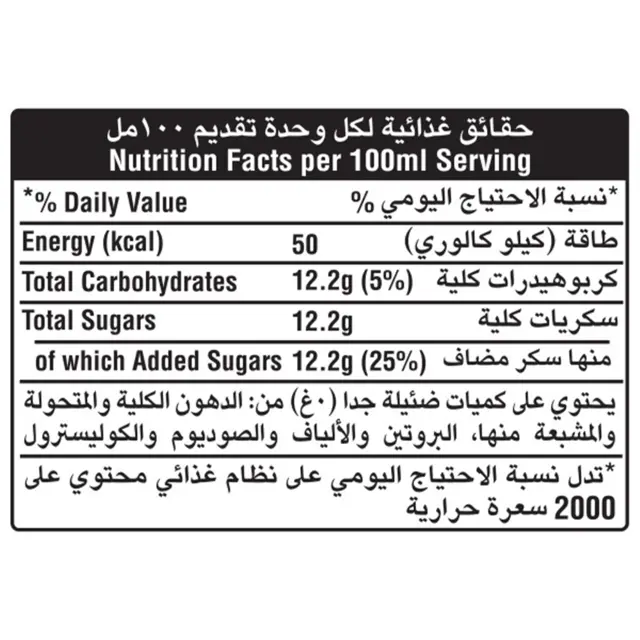 حقائق غذائية لكل وحدة تقديم ١٠٠مل
Nutrition Facts per 100ml Serving
*% Daily Value *نسبة الاحتياج اليومي %
Energy (kcal) 50 طاقة (كيلو كالوري)
Total Carbohydrates 12.2g (5%) كربوهيدرات كلية
Total Sugars 12.2g سكريات كلية
of which Added Sugars 12.2g (25%) منها سكر مضاف
يحتوي على كميات ضئيلة جدا (٠غ) من: الدهون الكلية والمتحولة
والمشبعة منها، البروتين والألياف والصوديوم والكوليسترول
*تدل نسبة الاحتياج اليومي على نظام غذائي محتوي على
2000 سعرة حرارية